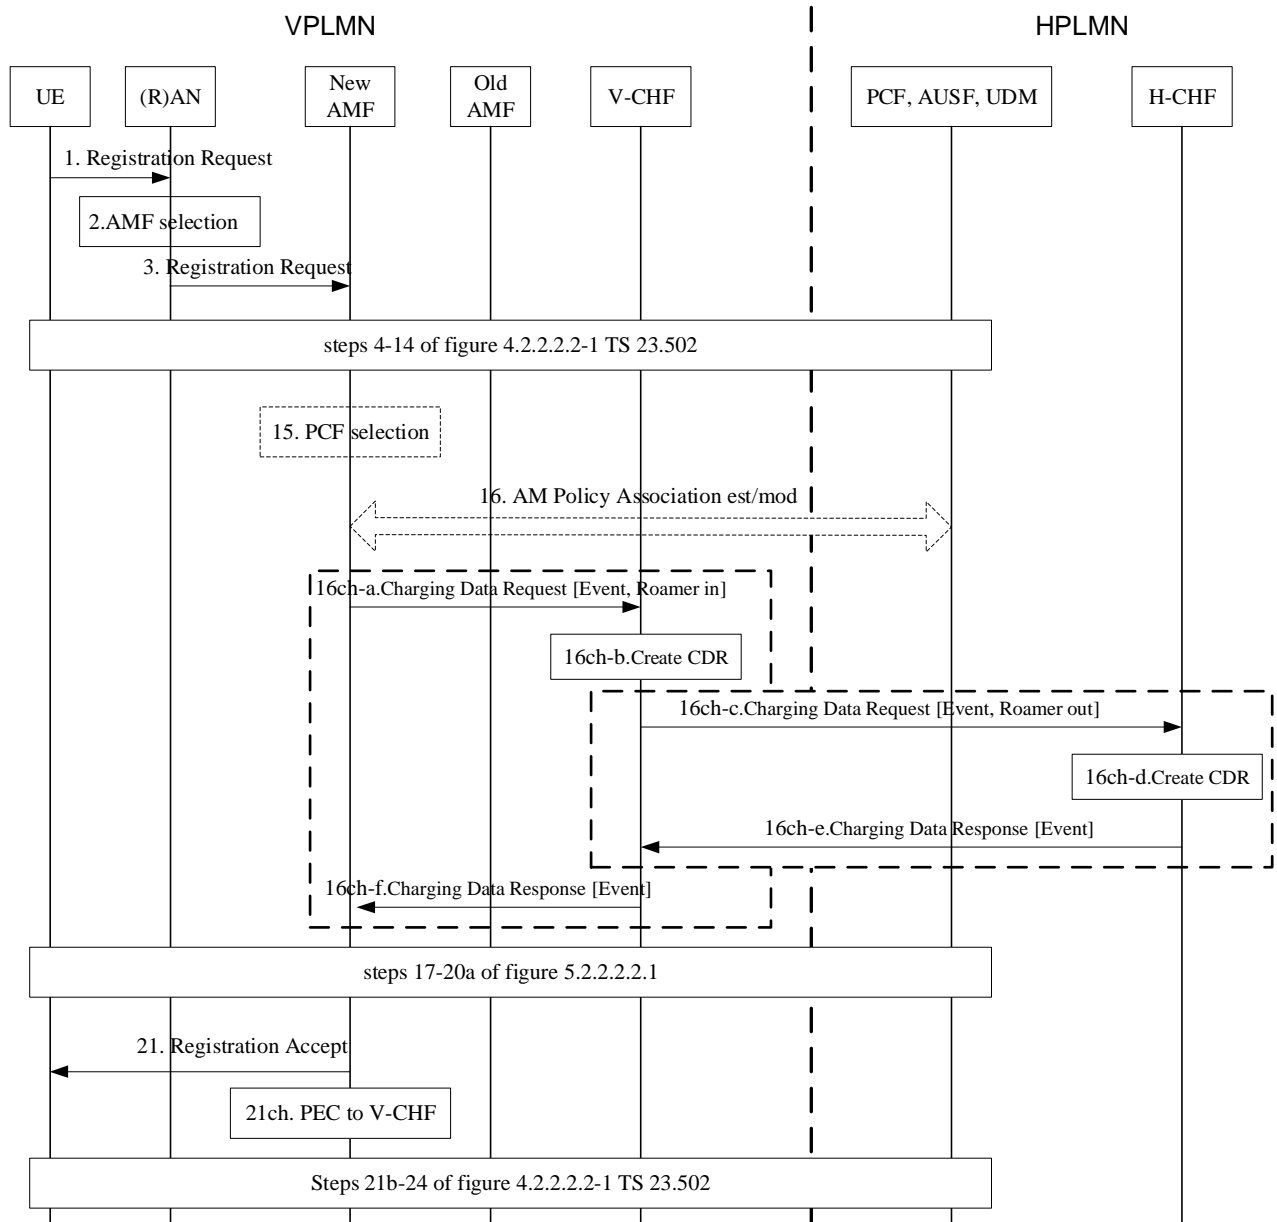 VPLMN
HPLMN
UE
(R)AN
New
AMF
Old
AMF
V-CHF
PCF, AUSF, UDM
H-CHF
1. Registration Request
2.AMF selection
3. Registration Request
steps 4-14 of figure 4.2.2.2.2-1 TS 23.502
15. PCF selection
16. AM Policy Association est/mod
16ch-a.Charging Data Request [Event, Roamer in]
16ch-b.Create CDR
16ch-c.Charging Data Request [Event, Roamer out]
16ch-d.Create CDR
16ch-e.Charging Data Response [Event]
16ch-f.Charging Data Response [Event]
steps 17-20a of figure 5.2.2.2.2.1
21. Registration Accept
21ch. PEC to V-CHF
Steps 21b-24 of figure 4.2.2.2.2-1 TS 23.502